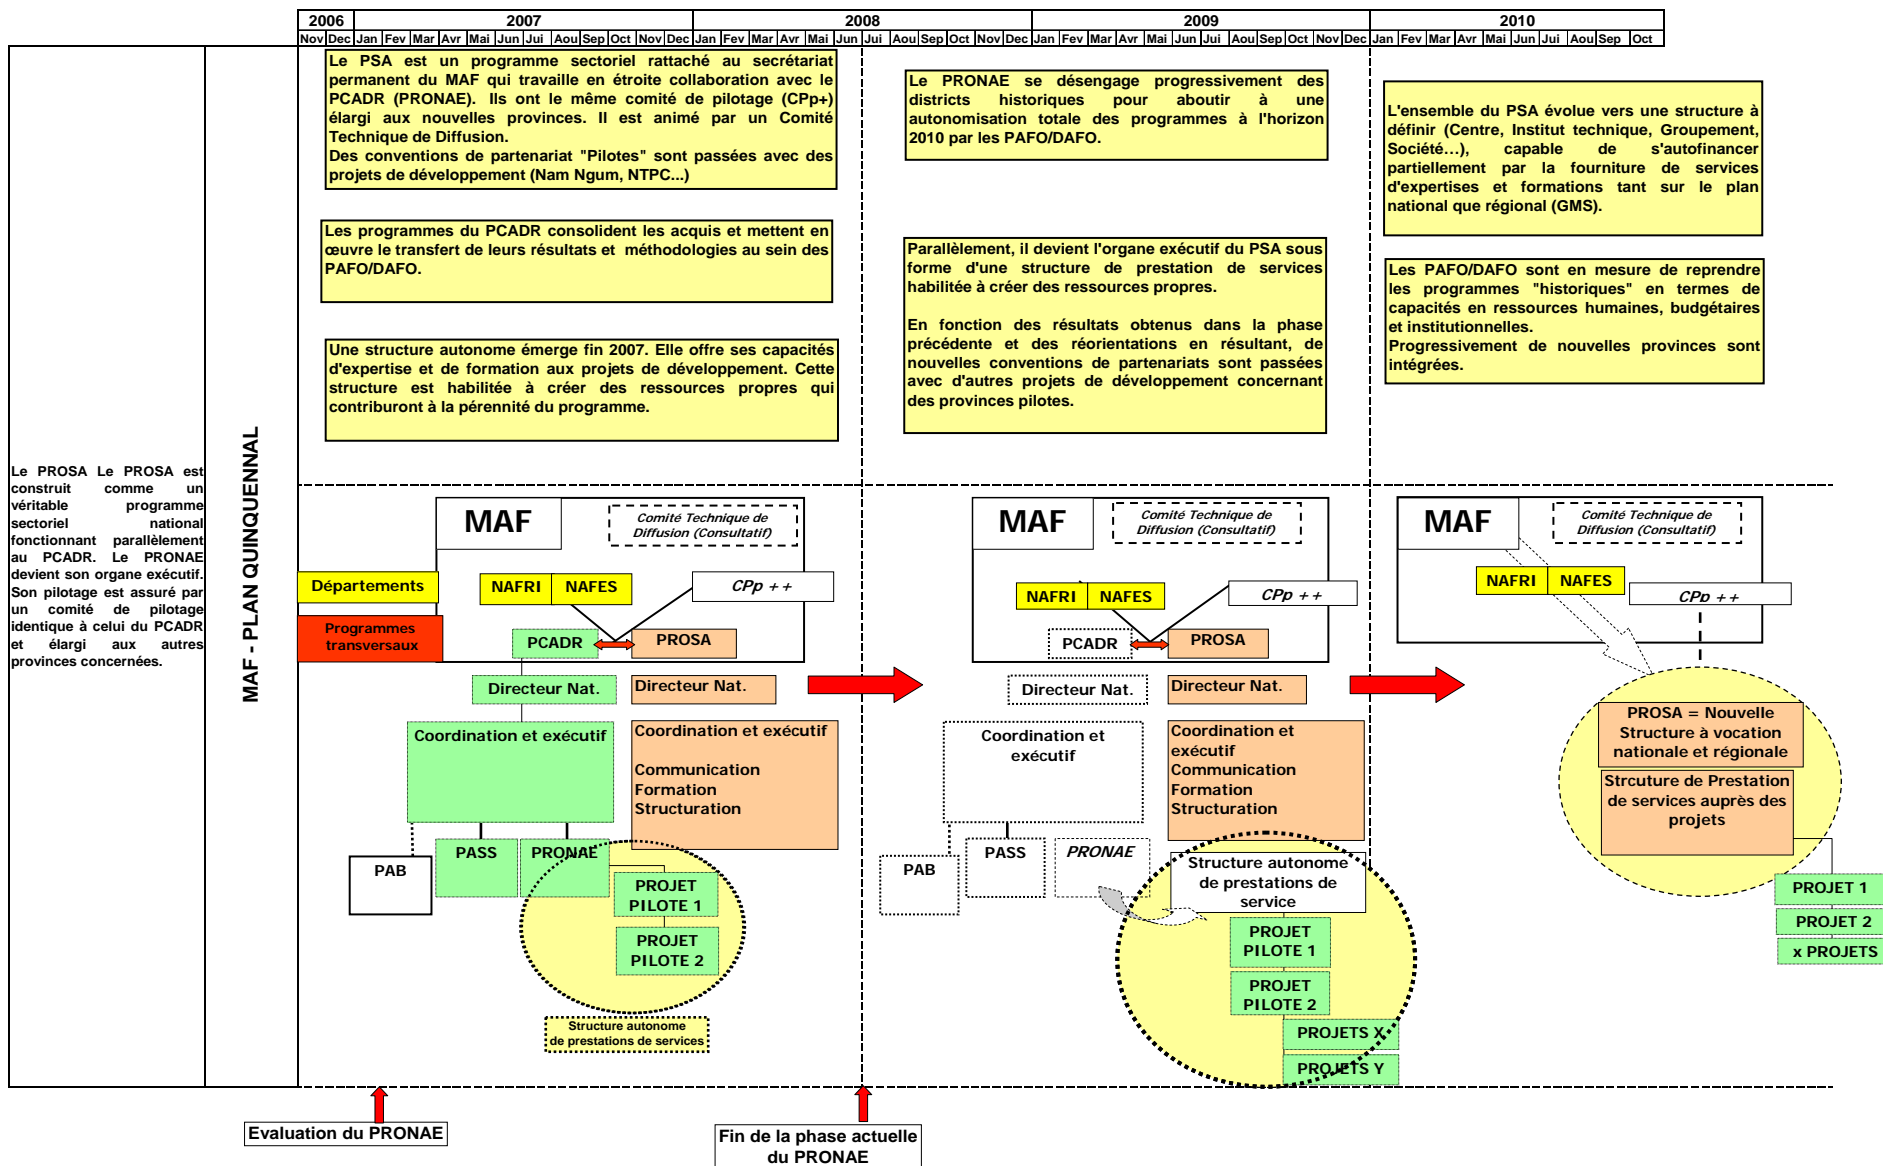 2006 2007 2008 2009 2010
Nov Dec Jan Fev Mar Avr Mai Jun Jui Aou Sep Oct Nov Dec Jan Fev Mar Avr Mai Jun Jui Aou Sep Oct Nov Dec Jan Fev Mar Avr Mai Jun Jui Aou Sep Oct Nov Dec Jan Fev Mar Avr Mai Jun Jui Aou Sep Oct
Le PROSA Le PROSA est
construit comme un
véritable programme
sectoriel national
fonctionnant parallèlement
au PCADR. Le PRONAE
devient son organe exécutif.
Son pilotage est assuré par
un comité de pilotage
identique à celui du PCADR
et élargi aux autres
provinces concernées.
MAF - PLAN QUINQUENNAL
Le PSA est un programme sectoriel rattaché au secrétariat
permanent du MAF qui travaille en étroite collaboration avec le
PCADR (PRONAE). Ils ont le même comité de pilotage (CPp+)
élargi aux nouvelles provinces. Il est animé par un Comité
Technique de Diffusion.
Des conventions de partenariat "Pilotes" sont passées avec des
projets de développement (Nam Ngum, NTPC...)
Les programmes du PCADR consolident les acquis et mettent en
œuvre le transfert de leurs résultats et méthodologies au sein des
PAFO/DAFO.
Une structure autonome émerge fin 2007. Elle offre ses capacités
d'expertise et de formation aux projets de développement. Cette
structure est habilitée à créer des ressources propres qui
contriburont à la pérennité du programme.
Le PRONAE se désengage progressivement des
districts historiques pour aboutir à une
autonomisation totale des programmes à l'horizon
2010 par les PAFO/DAFO.
Parallèlement, il devient l'organe exécutif du PSA sous
forme d'une structure de prestation de services
habilitée à créer des ressources propres.
En fonction des résultats obtenus dans la phase
précédente et des réorientations en résultant, de
nouvelles conventions de partenariats sont passées
avec d'autres projets de développement concernant
des provinces pilotes.
L'ensemble du PSA évolue vers une structure à
définir (Centre, Institut technique, Groupement,
Société…), capable de s'autofinancer
partiellement par la fourniture de services
d'expertises et formations tant sur le plan
national que régional (GMS).
Les PAFO/DAFO sont en mesure de reprendre
les programmes "historiques" en termes de
capacités en ressources humaines, budgétaires
et institutionnelles.
Progressivement de nouvelles provinces sont
intégrées.
Départements
Programmes
transversaux
MAF
Comité Technique de
Diffusion (Consultatif)
NAFRI NAFES
CPp ++
PCADR
PROSA
Directeur Nat.
Directeur Nat.
Coordination et exécutif
Coordination et exécutif
Communication
Formation
Structuration
PAB
PASS
PRONAE
PROJET
PILOTE 1
PROJET
PILOTE 2
Structure autonome
de prestations de services
MAF
Comité Technique de
Diffusion (Consultatif)
NAFRI NAFES
CPp ++
PCADR
PROSA
Directeur Nat.
Directeur Nat.
Coordination et
exécutif
Coordination et
exécutif
Communication
Formation
Structuration
PAB
PASS
PRONAE
Structure autonome
de prestations de
service
PROJET
PILOTE 1
PROJET
PILOTE 2
PROJETS X
PROJETS Y
MAF
Comité Technique de
Diffusion (Consultatif)
NAFRI NAFES
CPp ++
PROSA = Nouvelle
Structure à vocation
nationale et régionale
Strcuture de Prestation
de services auprès des
projets
PROJET 1
PROJET 2
x PROJETS
Evaluation du PRONAE
Fin de la phase actuelle
du PRONAE